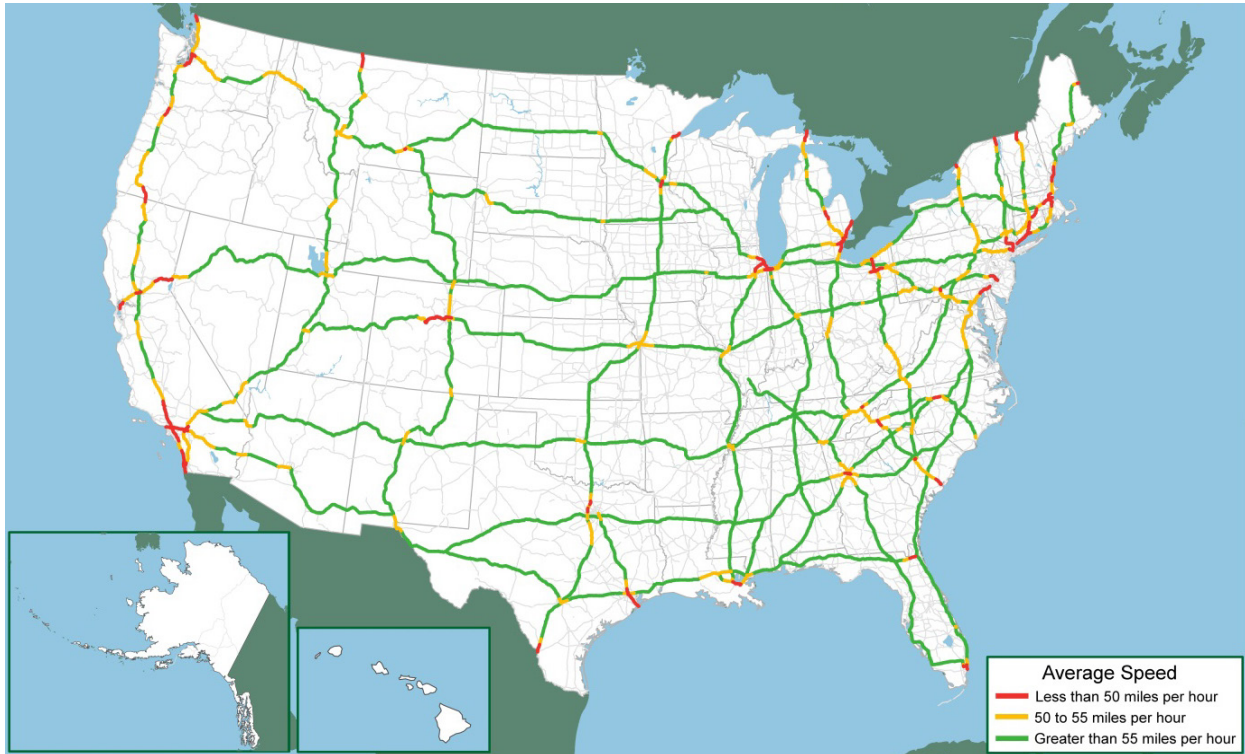 Average Speed
Less than 50 miles per hour
50 to 55 miles per hour
Greater than 55 miles per hour